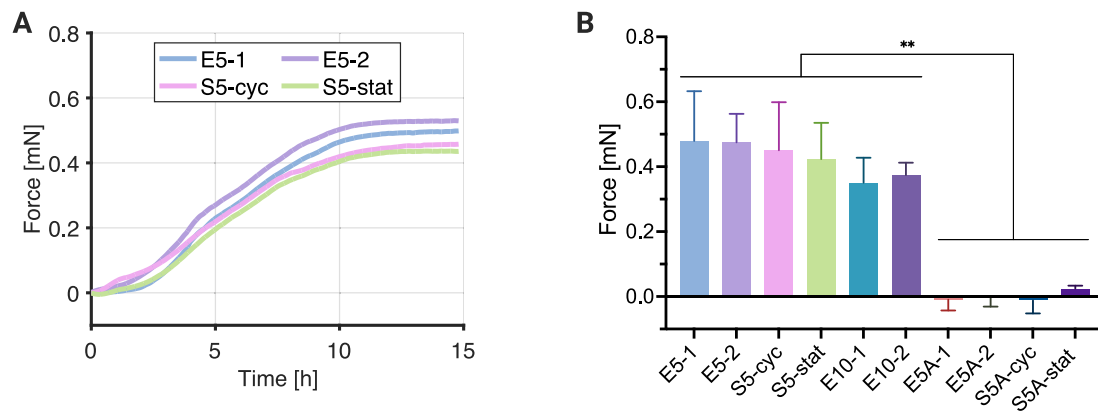 A
Force [mN]
0.8
0.6
0.4
0.2
0
E5-1
E5-2
S5-cyc
S5-stat
0
5
10
15
Time [h]
B
Force [mN]
0.8
0.6
0.4
0.2
0.0
**
E5-1
E5-2
S5-cyc
S5-stat
E10-1
E10-2
E5A-1
E5A-2
S5A-cyc
S5A-stat